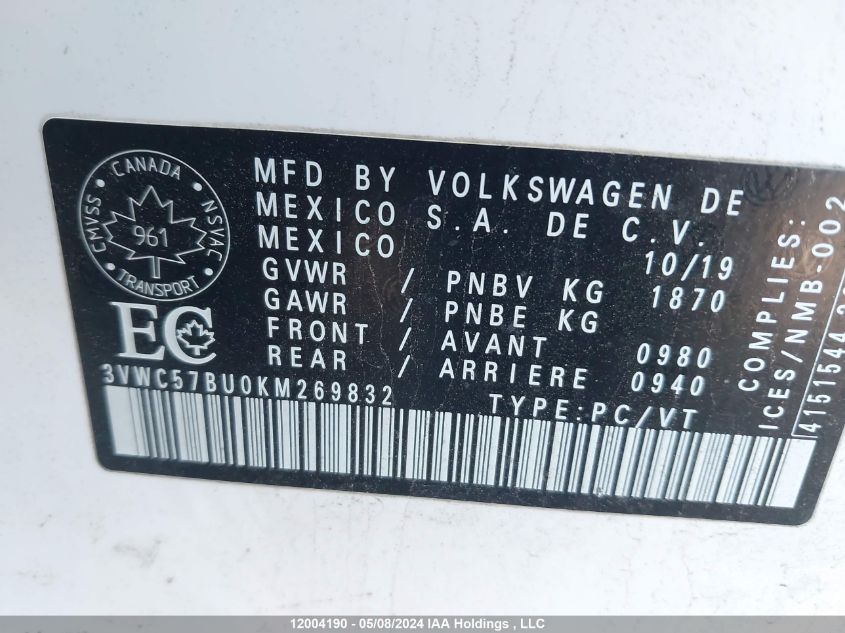 CANADA
CMVSS
NSVAC
961
TRANSPORT
EC
MFD BY VOLKSWAGEN DE
MEXICO S.A. DE C.V.
MEXICO 10/19
GVWR / PNBV KG 1870
GAWR / PNBE KG
FRONT / AVANT 0980
REAR / ARRIERE 0940
3VWC57BU0KM269832 TYPE:PC/VT
COMPLIES:
ICES/NMB-002
12004190 - 05/08/2024 IAA Holdings , LLC